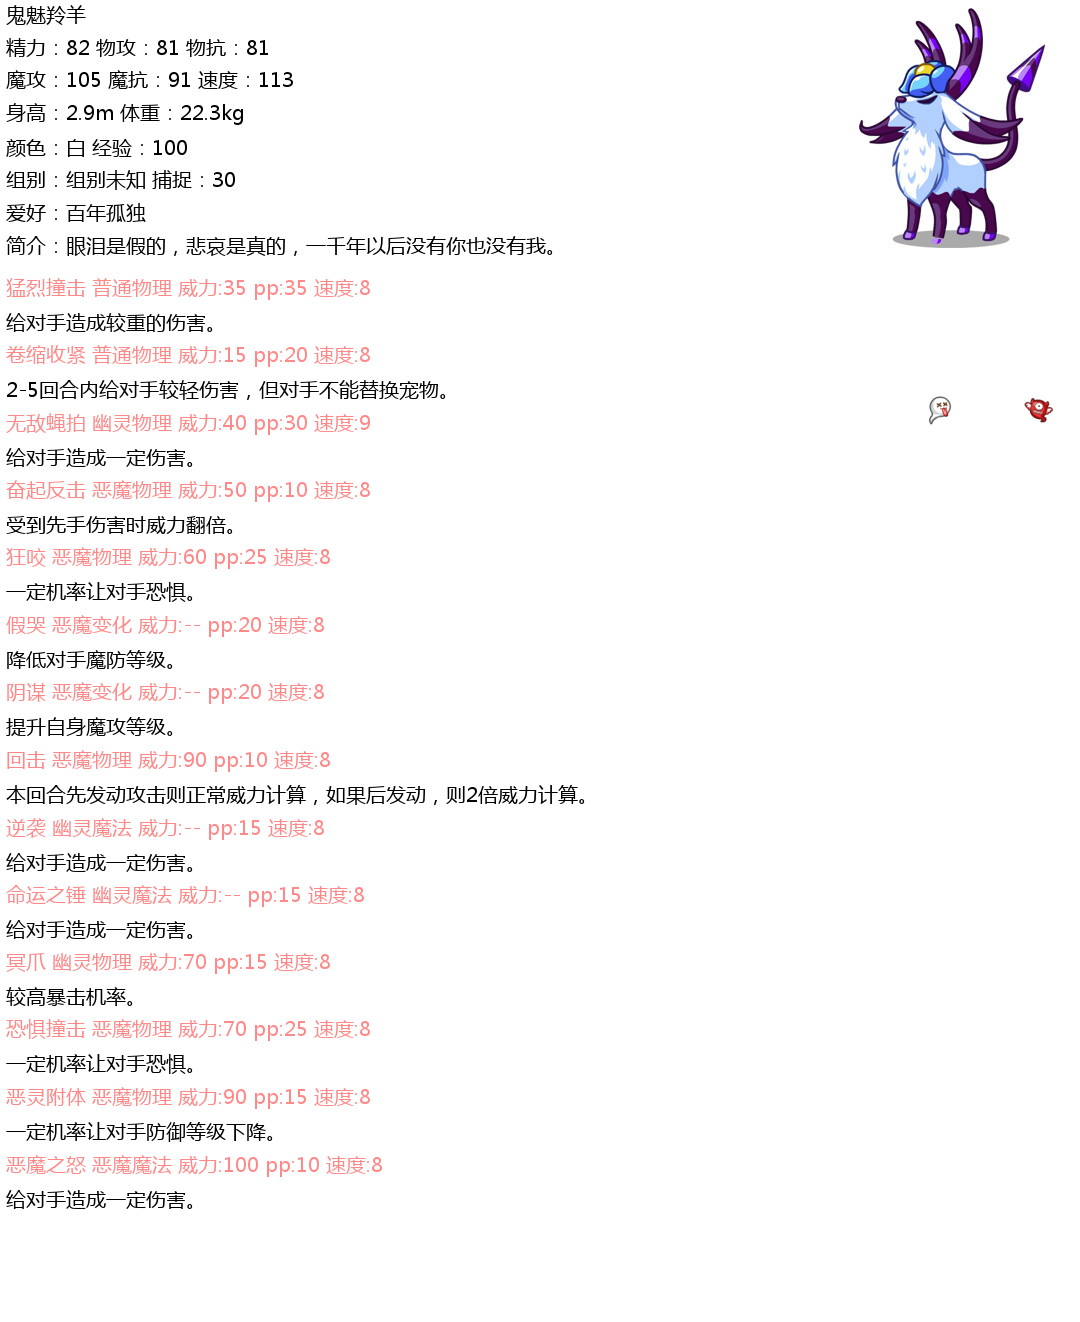 鬼魅羚羊
精力：82 物攻：81 物抗：81
魔攻：105 魔抗：91 速度：113
身高：2.9m 体重：22.3kg
颜色：白 经验：100
组别：组别未知 捕捉：30
爱好：百年孤独
简介：眼泪是假的，悲哀是真的，一千年以后没有你也没有我。
猛烈撞击 普通物理 威力:35 pp:35 速度:8
给对手造成较重的伤害。
卷缩收紧 普通物理 威力:15 pp:20 速度:8
2-5回合内给对手较轻伤害，但对手不能替换宠物。
无敌蝇拍 幽灵物理 威力:40 pp:30 速度:9
给对手造成一定伤害。
奋起反击 恶魔物理 威力:50 pp:10 速度:8
受到先手伤害时威力翻倍。
狂咬 恶魔物理 威力:60 pp:25 速度:8
一定机率让对手恐惧。
假哭 恶魔变化 威力:-- pp:20 速度:8
降低对手魔防等级。
阴谋 恶魔变化 威力:-- pp:20 速度:8
提升自身魔攻等级。
回击 恶魔物理 威力:90 pp:10 速度:8
本回合先发动攻击则正常威力计算，如果后发动，则2倍威力计算。
逆袭 幽灵魔法 威力:-- pp:15 速度:8
给对手造成一定伤害。
命运之锤 幽灵魔法 威力:-- pp:15 速度:8
给对手造成一定伤害。
冥爪 幽灵物理 威力:70 pp:15 速度:8
较高暴击机率。
恐惧撞击 恶魔物理 威力:70 pp:25 速度:8
一定机率让对手恐惧。
恶灵附体 恶魔物理 威力:90 pp:15 速度:8
一定机率让对手防御等级下降。
恶魔之怒 恶魔魔法 威力:100 pp:10 速度:8
给对手造成一定伤害。